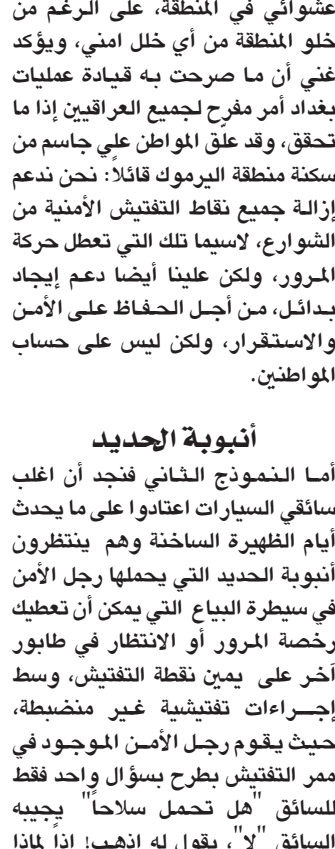 عشوائي في المنطقة، على الرغم من
خلو المنطقة من أي خلل امني، ويؤكد
غني أن ما صرحت به قيادة عمليات
بغداد أمر مفرح لجميع العراقيين إذا ما
تحقق، وقد علّق المواطن علي جاسم من
سكنة منطقة اليرموك قائلاً: نحن ندعم
إزالة جميع نقاط التفتيش الأمنية من
الشوارع، لاسيما تلك التي تعطل حركة
المرور، ولكن علينا أيضا دعم إيجاد
بدائل، من أجل الحفاظ على الأمن
والاستقرار، ولكن ليس على حساب
المواطنين.
أنبوبة الحديد
أما النموذج الثاني فنجد أن اغلب
سائقي السيارات اعتادوا على ما يحدث
أيام الظهيرة الساخنة وهم ينتظرون
أنبوبة الحديد التي يحملها رجل الأمن
في سيطرة البياع التي يمكن أن تعطيك
رخصة المرور أو الانتظار في طابور
آخر على يمين نقطة التفتيش، وسط
إجراءات تفتيشية غير منضبطة،
حيث يقوم رجل الأمن الموجود في
ممر التفتيش بطرح بسؤال واحد فقط
للسائق "هل تحمل سلاحاً" يجيبه
السائق "لا"، يقول له اذهب! اذاً لماذا